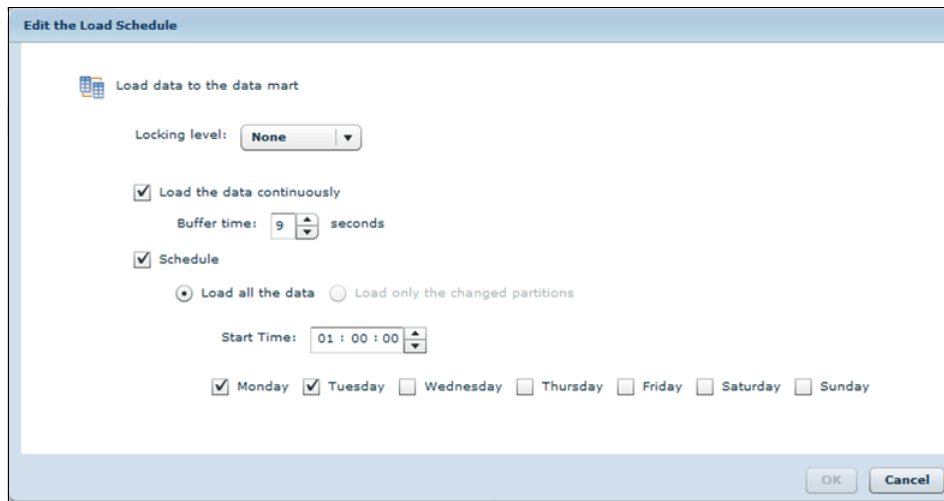 Edit the Load Schedule
Load data to the data mart
Locking level: None
Load the data continuously
Buffer time: 9 seconds
Schedule
Load all the data Load only the changed partitions
Start Time: 01 : 00 : 00
Monday Tuesday Wednesday Thursday Friday Saturday Sunday
OK Cancel